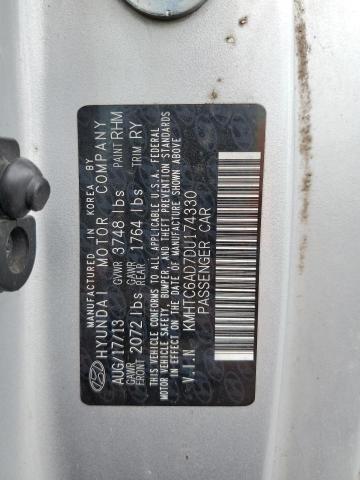 MANUFACTURED IN KOREA BY
HYUNDAI MOTOR COMPANY
AUG/17/13 GVWR 3748 lbs PAINT RHM
GAWR FRONT 2072 lbs GAWR REAR 1764 lbs TRIM RY
THIS VEHICLE CONFORMS TO ALL APPLICABLE U.S.A. FEDERAL
MOTOR VEHICLE SAFETY, BUMPER, AND THEFT PREVENTION STANDARDS
IN EFFECT ON THE DATE OF MANUFACTURE SHOWN ABOVE
V.I.N KMHTC6AD7DU174330
PASSENGER CAR